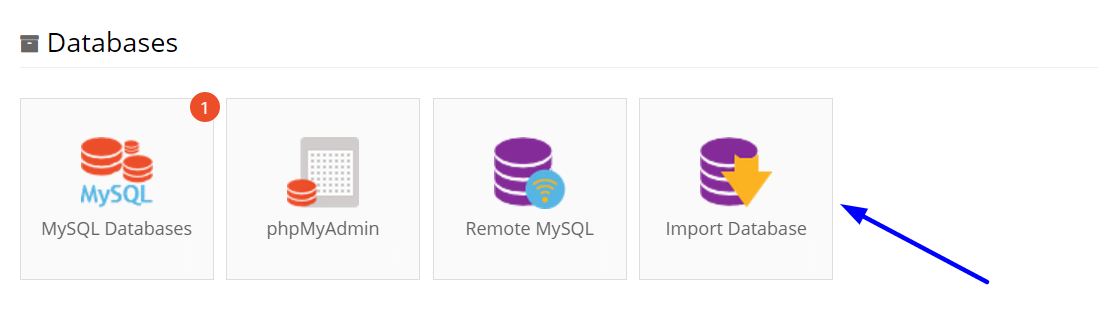 Databases
1
MySQL
MySQL Databases
phpMyAdmin
Remote MySQL
Import Database